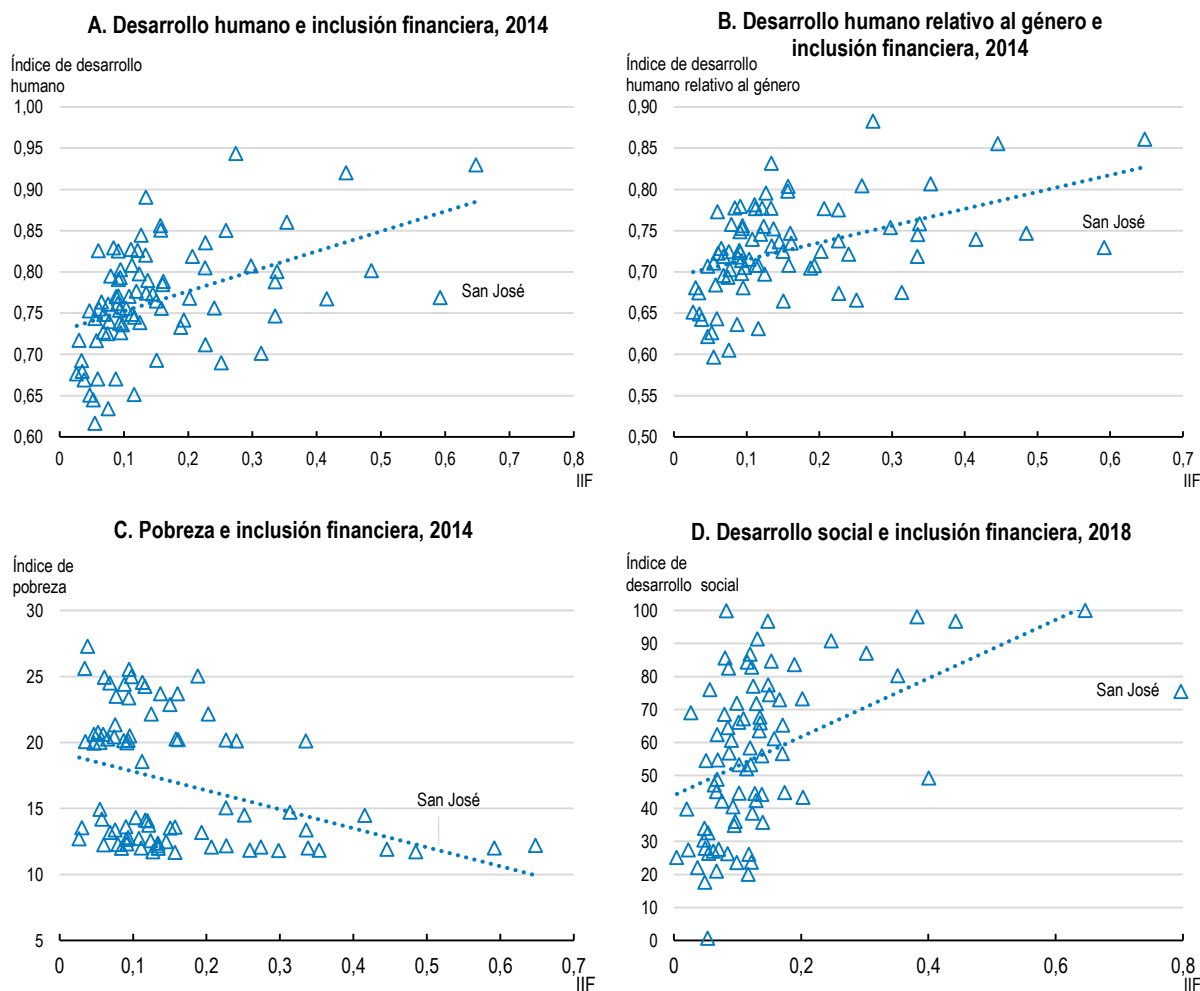 A. Desarrollo humano e inclusión financiera, 2014
Índice de desarrollo
humano
1,00
0,95
0,90
0,85
0,80
0,75
0,70
0,65
0,60
San José
0 0,1 0,2 0,3 0,4 0,5 0,6 0,7 0,8
IIF
B. Desarrollo humano relativo al género e
inclusión financiera, 2014
Índice de desarrollo
humano relativo al género
0,90
0,85
0,80
0,75
0,70
0,65
0,60
0,55
0,50
San José
0 0,1 0,2 0,3 0,4 0,5 0,6 0,7
IIF
C. Pobreza e inclusión financiera, 2014
Índice de
pobreza
30
25
20
15
10
5
San José
0 0,1 0,2 0,3 0,4 0,5 0,6 0,7
IIF
D. Desarrollo social e inclusión financiera, 2018
Índice de
desarrollo social
100
90
80
70
60
50
40
30
20
10
0
San José
0 0,2 0,4 0,6 0,8
IIF